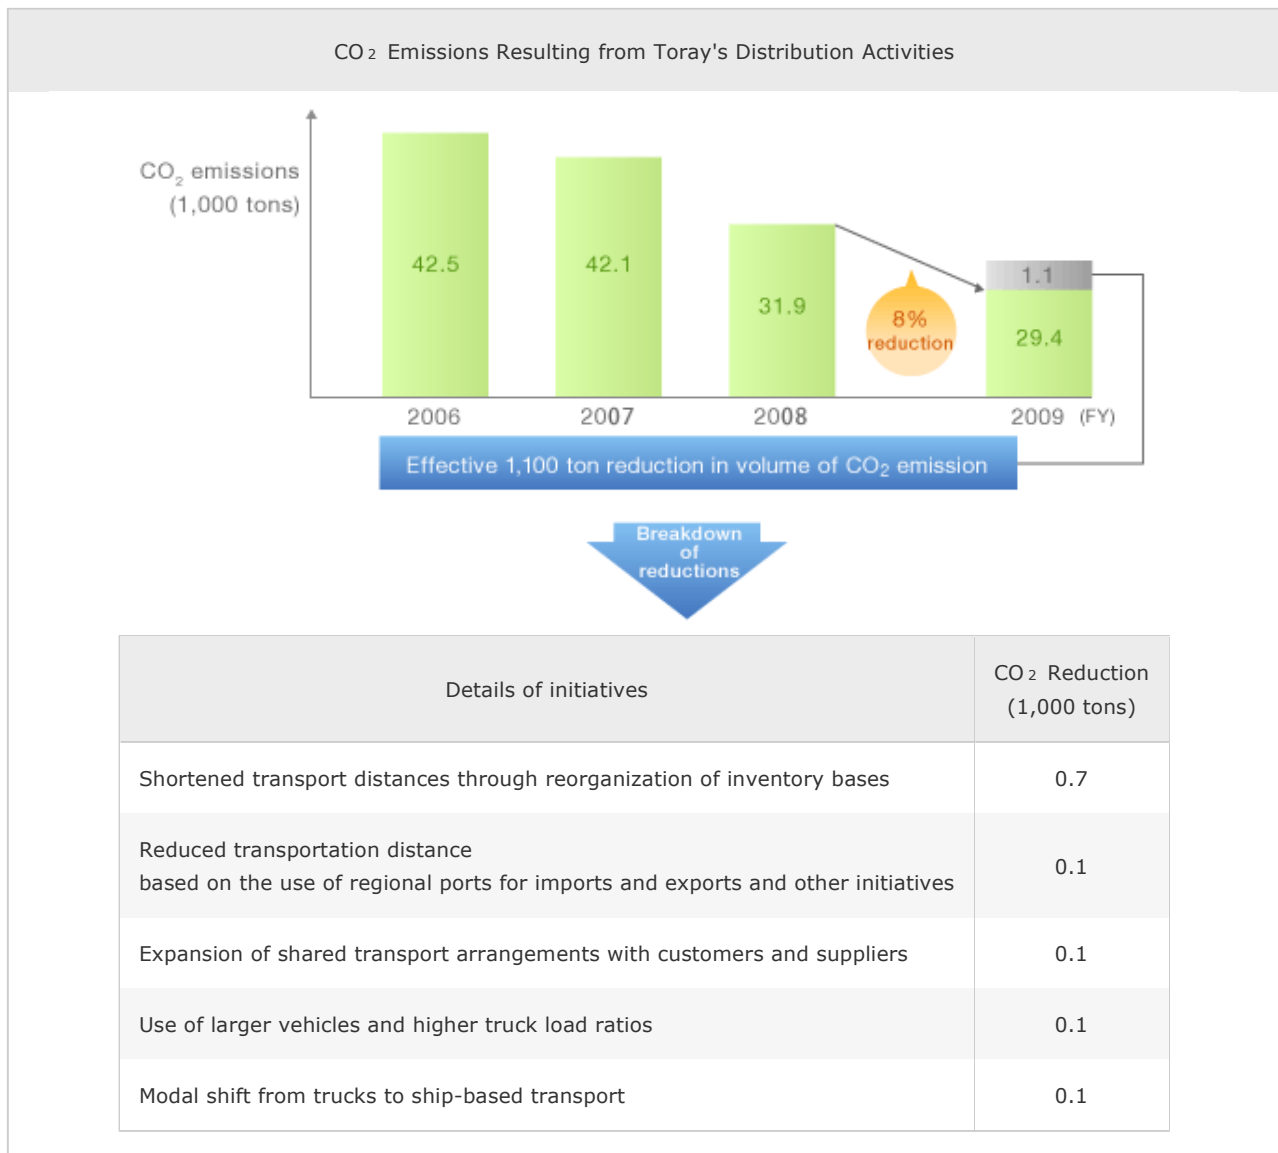 CO2 Emissions Resulting from Toray's Distribution Activities
CO2 emissions
(1,000 tons)
42.5
42.1
31.9
8%
reduction
1.1
29.4
2006
2007
2008
2009 (FY)
Effective 1,100 ton reduction in volume of CO2 emission
Breakdown
of
reductions
Details of initiatives
CO2 Reduction
(1,000 tons)
Shortened transport distances through reorganization of inventory bases
0.7
Reduced transportation distance
based on the use of regional ports for imports and exports and other initiatives
0.1
Expansion of shared transport arrangements with customers and suppliers
0.1
Use of larger vehicles and higher truck load ratios
0.1
Modal shift from trucks to ship-based transport
0.1